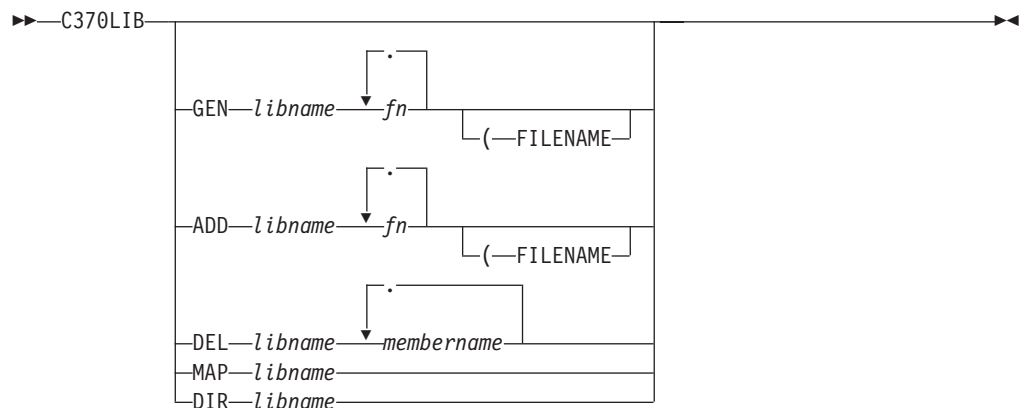 C370LIB
.
GEN libname fn
( FILENAME
.
ADD libname fn
( FILENAME
.
DEL libname membername
MAP libname
DIR libname